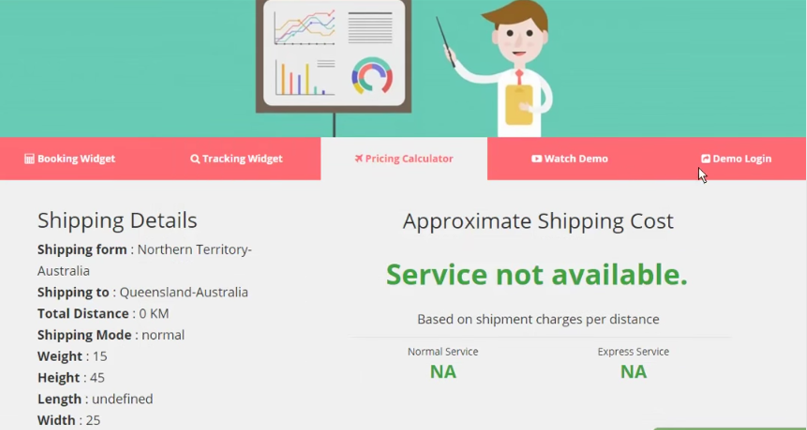 Booking Widget
Tracking Widget
Pricing Calculator
Watch Demo
Demo Login
Shipping Details
Shipping form : Northern Territory-
Australia
Shipping to : Queensland-Australia
Total Distance : 0 KM
Shipping Mode : normal
Weight : 15
Height : 45
Length : undefined
Width : 25
Approximate Shipping Cost
Service not available.
Based on shipment charges per distance
Normal Service
Express Service
NA
NA